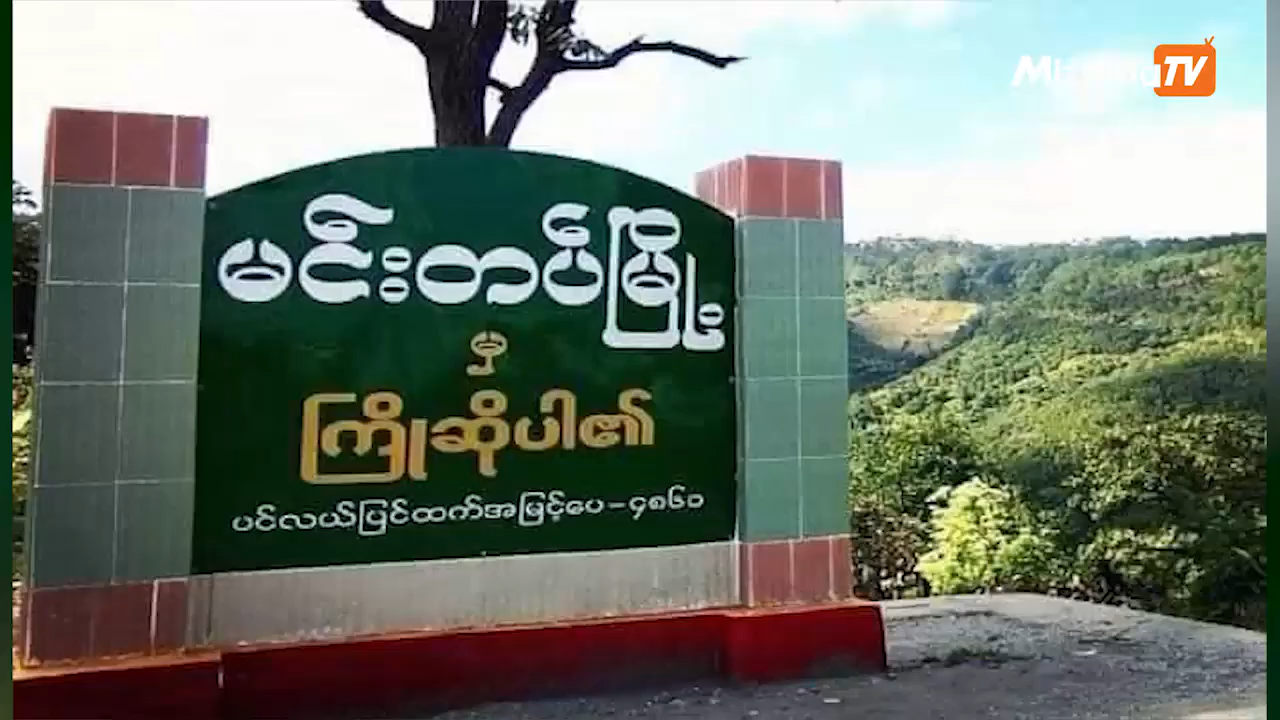 Mizzima TV
မင်းတပ်မြို့
မှ
ကြိုဆိုပါ၏
ပင်လယ်ပြင်ထက်အမြင့်ပေ-၄၈၆၀